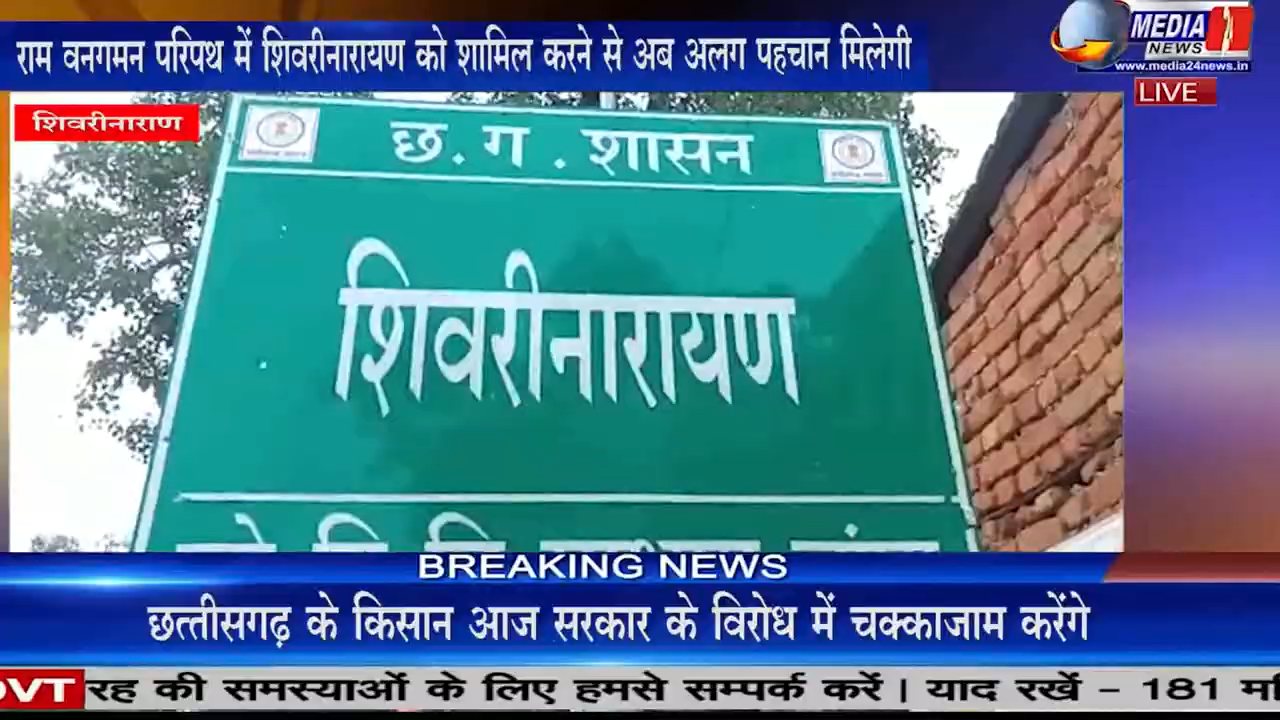 राम वनगमन परिपथ में शिवरीनारायण को शामिल करने से अब अलग पहचान मिलेगी
MEDIA
NEWS
www.media24news.in
LIVE
शिवरीनाराण
छ. ग . शासन
शिवरीनारायण
BREAKING NEWS
छत्तीसगढ़ के किसान आज सरकार के विरोध में चक्काजाम करेंगे
रह की समस्याओं के लिए हमसे सम्पर्क करें | याद रखें – 181